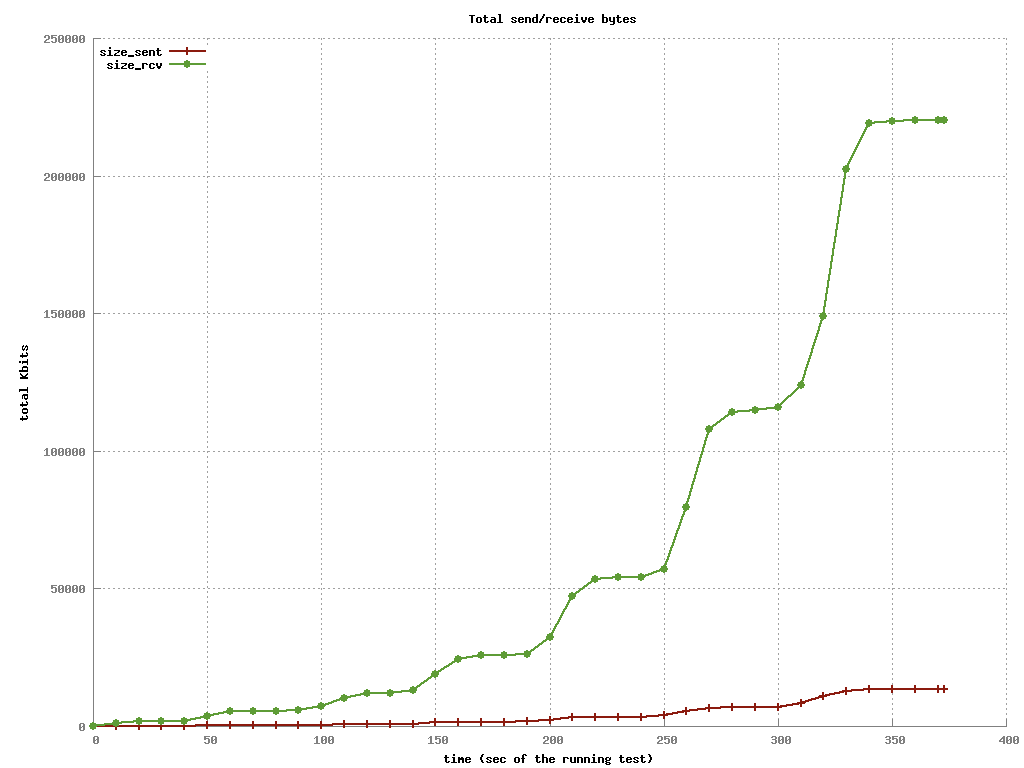 Total send/receive bytes
250000
size_sent
size_rcv
200000
150000
total Kbits
100000
50000
0
0 50 100 150 200 250 300 350 400
time (sec of the running test)